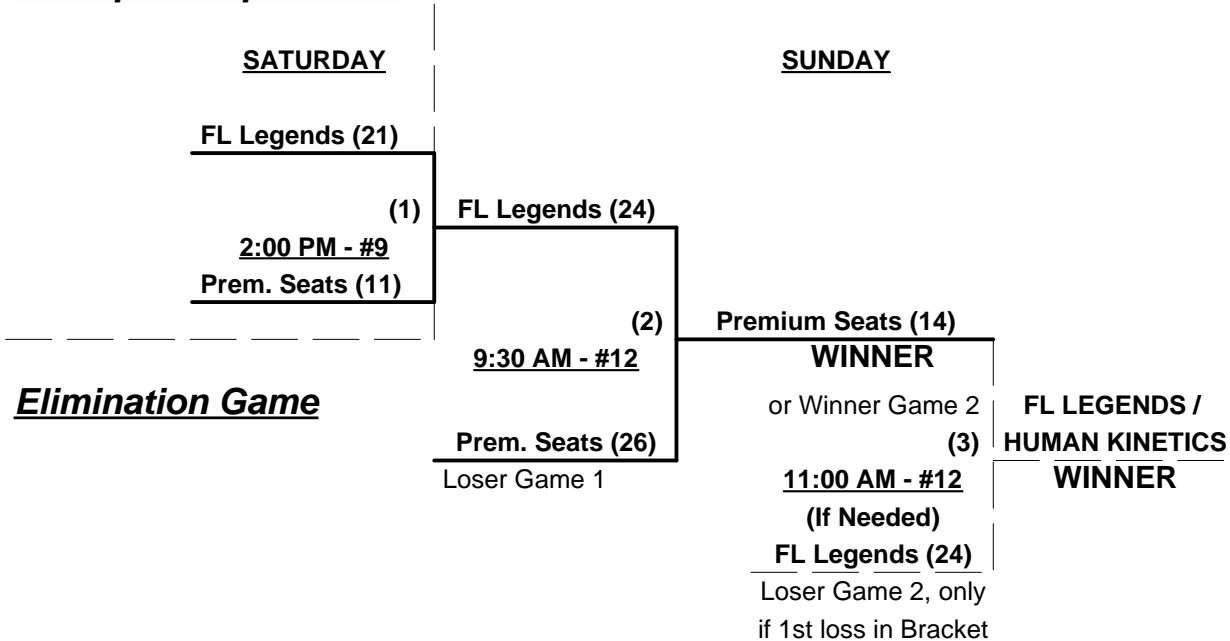 SATURDAY
SUNDAY
FL Legends (21)
(1)
FL Legends (24)
2:00 PM - #9
Prem. Seats (11)
(2)
Premium Seats (14)
9:30 AM - #12
WINNER
Elimination Game
or Winner Game 2
FL LEGENDS /
Prem. Seats (26)
(3)
HUMAN KINETICS
Loser Game 1
11:00 AM - #12
WINNER
(If Needed)
FL Legends (24)
Loser Game 2, only
if 1st loss in Bracket